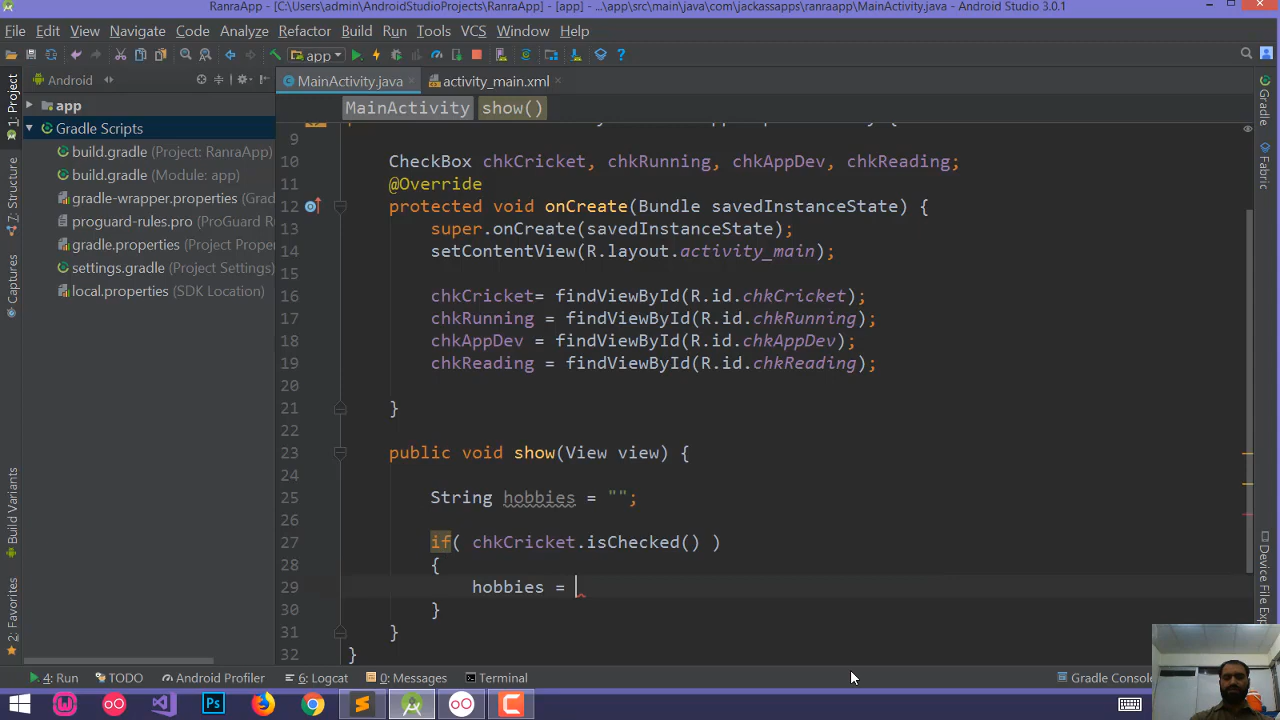 RanraApp - [C:\Users\admin\AndroidStudioProjects\RanraApp] - [app] - ...\app\src\main\java\com\jackassapps\ranraapp\MainActivity.java - Android Studio 3.0.1
File Edit View Navigate Code Analyze Refactor Build Run Tools VCS Window Help
app
Android
MainActivity.java activity_main.xml
MainActivity show()
1: Project
7: Structure
Captures
Build Variants
2: Favorites
app
Gradle Scripts
build.gradle (Project: RanraApp)
build.gradle (Module: app)
gradle-wrapper.properties (Grad
proguard-rules.pro (ProGuard R
gradle.properties (Project Prope
settings.gradle (Project Settings)
local.properties (SDK Location)
9
10 CheckBox chkCricket, chkRunning, chkAppDev, chkReading;
11 @Override
12 protected void onCreate(Bundle savedInstanceState) {
13 super.onCreate(savedInstanceState);
14 setContentView(R.layout.activity_main);
15
16 chkCricket= findViewById(R.id.chkCricket);
17 chkRunning = findViewById(R.id.chkRunning);
18 chkAppDev = findViewById(R.id.chkAppDev);
19 chkReading = findViewById(R.id.chkReading);
20
21 }
22
23 public void show(View view) {
24
25 String hobbies = "";
26
27 if( chkCricket.isChecked() )
28 {
29 hobbies =
30 }
31 }
32 }
Gradle
Fabric
Device File Exp
4: Run TODO Android Profiler 6: Logcat 0: Messages Terminal Gradle Conso
Ps